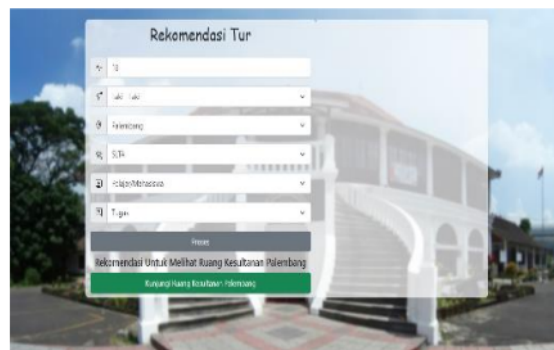 Rekomendasi Tur
Laki - Laki
Palembang
SLTA
Pelajar/Mahasiswa
Tugas
Proses
Rekomendasi Untuk Melihat Ruang Kesultanan Palembang
Kunjungi Ruang Kesultanan Palembang